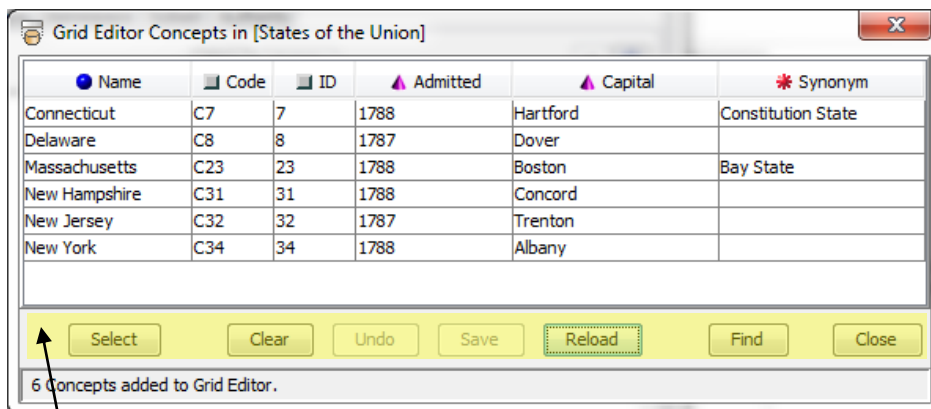 Grid Editor Concepts in [States of the Union]
Name Code ID Admitted Capital Synonym
Connecticut C7 7 1788 Hartford Constitution State
Delaware C8 8 1787 Dover
Massachusetts C23 23 1788 Boston Bay State
New Hampshire C31 31 1788 Concord
New Jersey C32 32 1787 Trenton
New York C34 34 1788 Albany
Select Clear Undo Save Reload Find Close
6 Concepts added to Grid Editor.